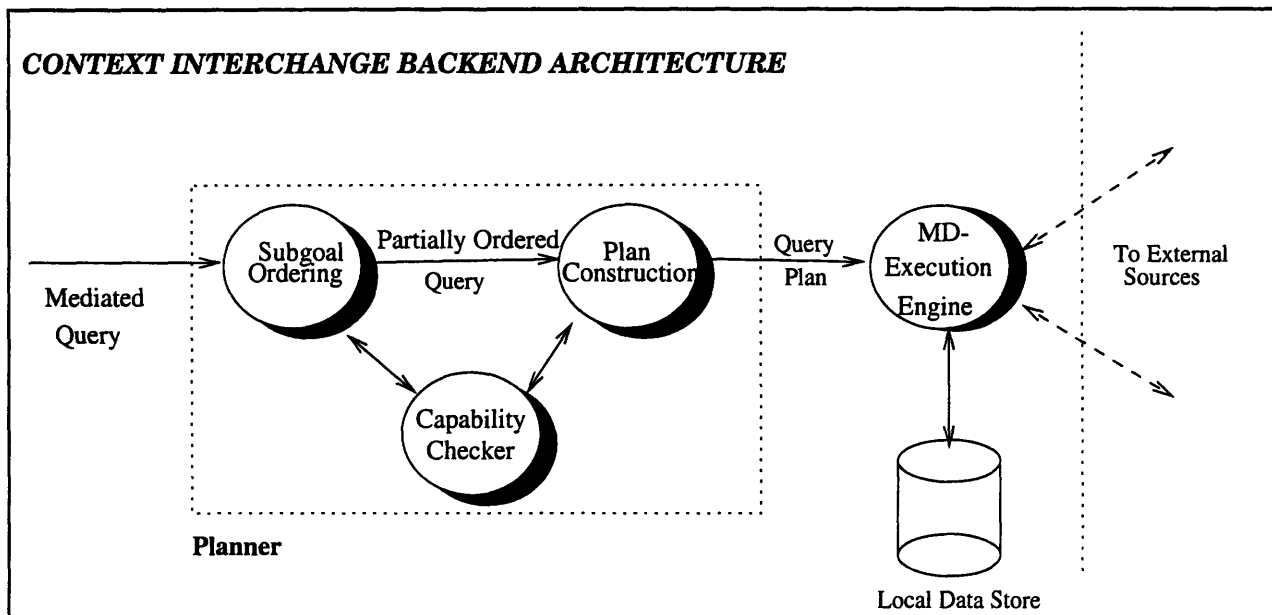 CONTEXT INTERCHANGE BACKEND ARCHITECTURE
Mediated
Query
Subgoal
Ordering
Partially Ordered
Query
Plan
Construction
Capability
Checker
Planner
Query
Plan
MD-
Execution
Engine
To External
Sources
Local Data Store